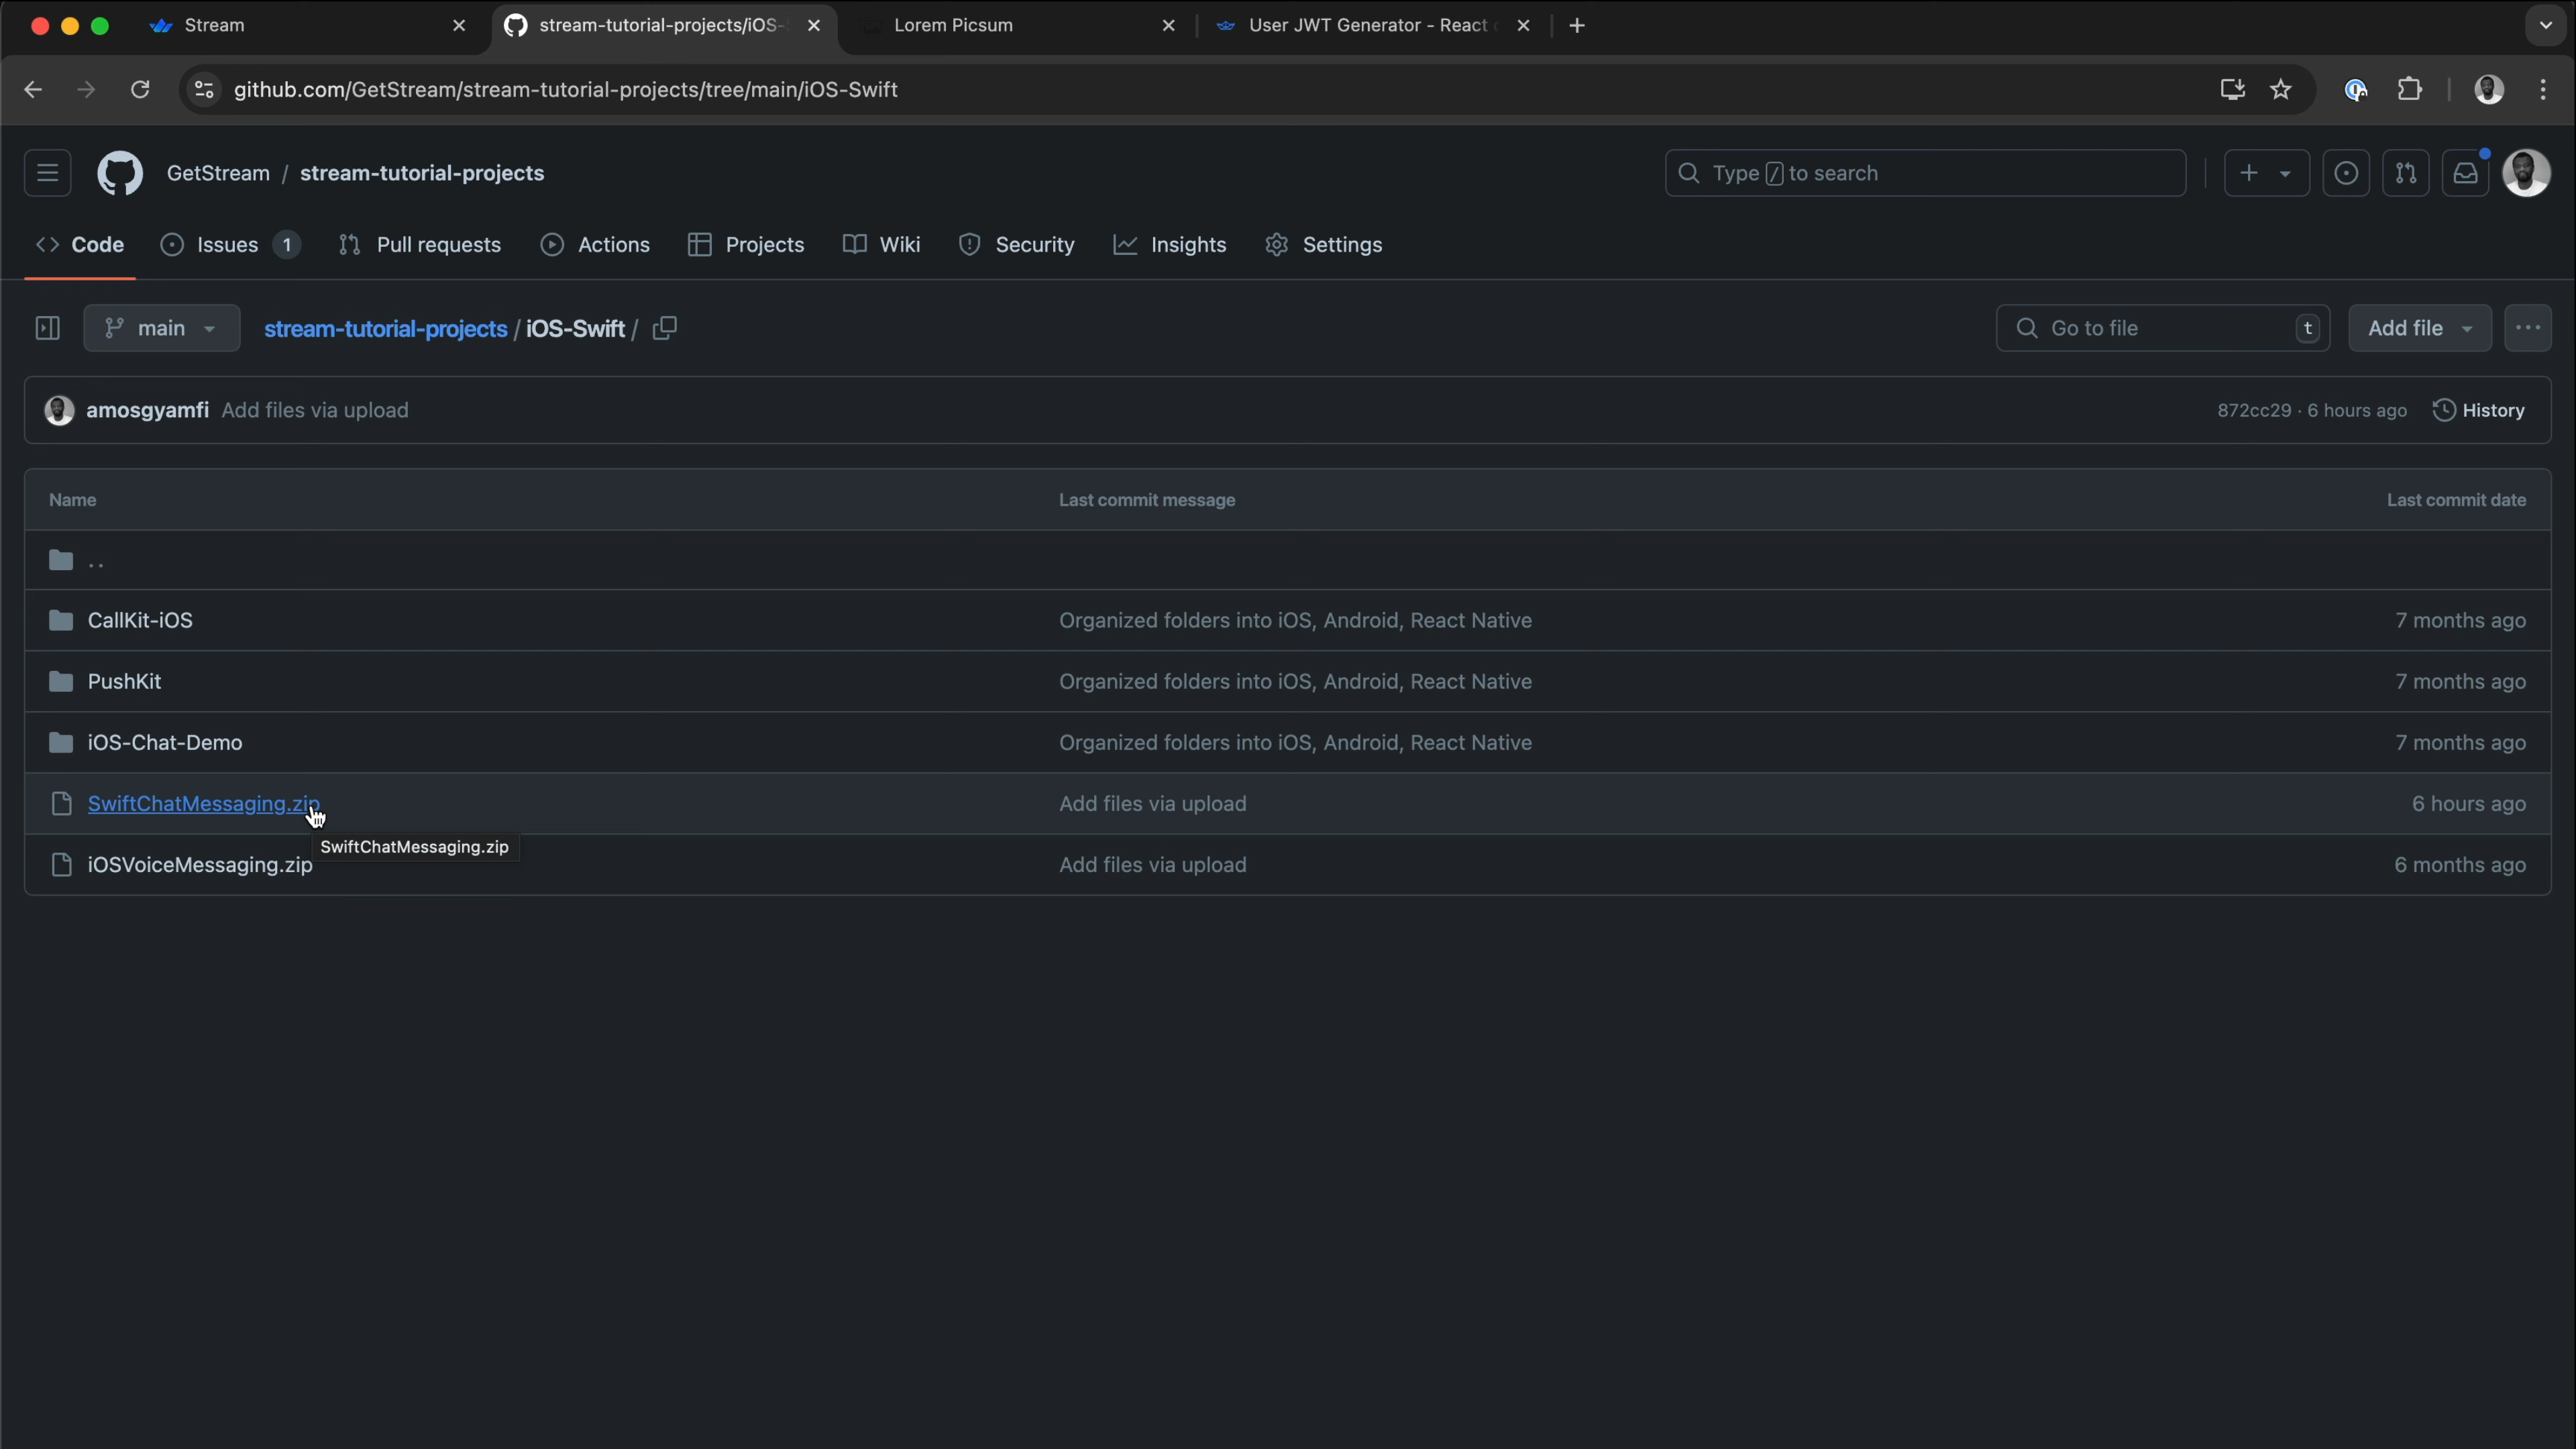 Stream
stream-tutorial-projects/iOS-
Lorem Picsum
User JWT Generator - React
github.com/GetStream/stream-tutorial-projects/tree/main/iOS-Swift
GetStream / stream-tutorial-projects
Type / to search
Code
Issues 1
Pull requests
Actions
Projects
Wiki
Security
Insights
Settings
main
stream-tutorial-projects / iOS-Swift /
Go to file
t
Add file
amosgyamfi Add files via upload
872cc29 · 6 hours ago
History
Name Last commit message Last commit date
..
CallKit-iOS Organized folders into iOS, Android, React Native 7 months ago
PushKit Organized folders into iOS, Android, React Native 7 months ago
iOS-Chat-Demo Organized folders into iOS, Android, React Native 7 months ago
SwiftChatMessaging.zip Add files via upload 6 hours ago
SwiftChatMessaging.zip
iOSVoiceMessaging.zip Add files via upload 6 months ago